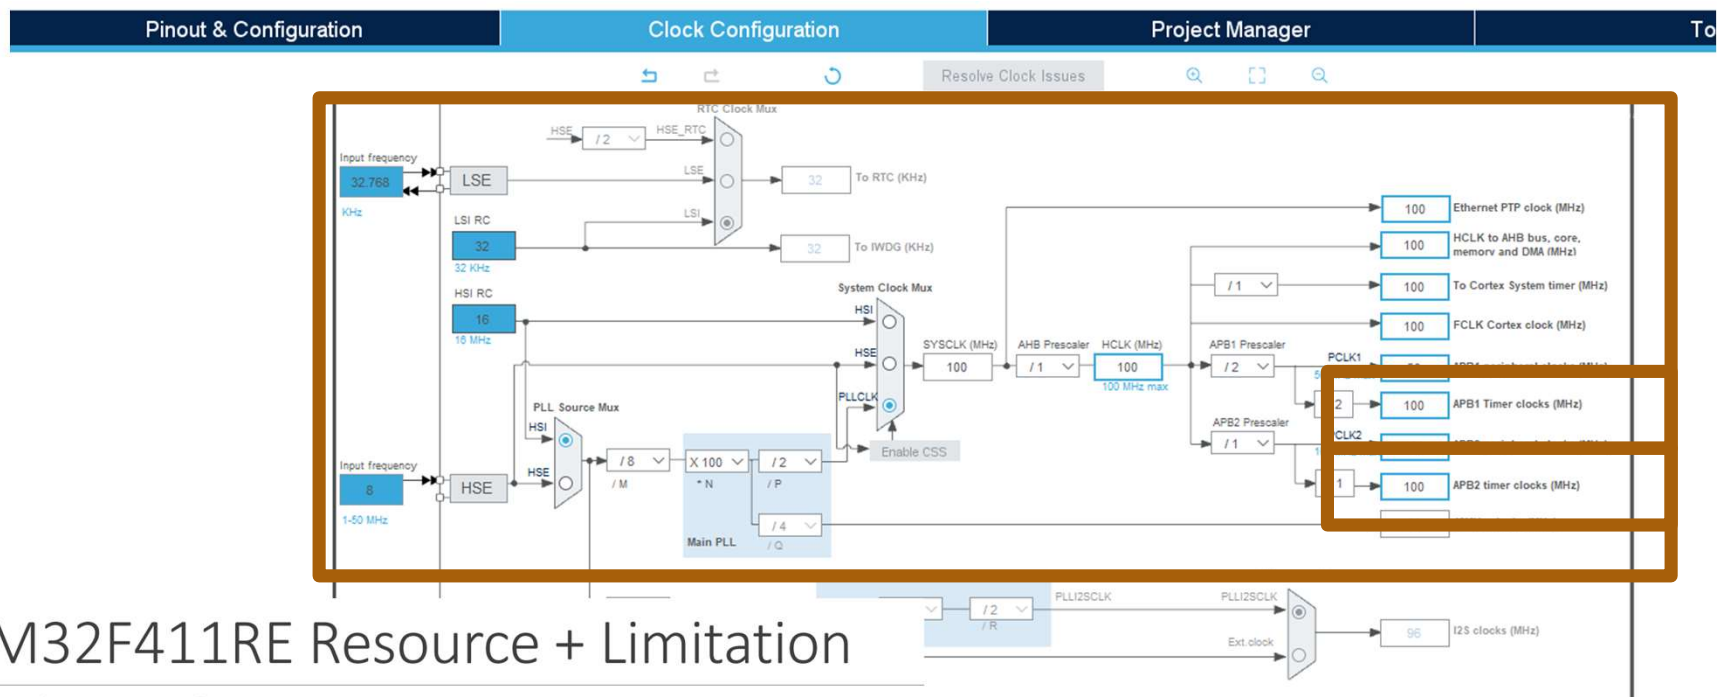 Pinout & Configuration
Clock Configuration
Project Manager
To
Resolve Clock Issues
RTC Clock Mux
HSE
/ 2
HSE_RTC
Input frequency
32.768
KHz
LSE
LSE
32
To RTC (KHz)
LSI RC
32
32 KHz
LSI
32
To IWDG (KHz)
100
Ethernet PTP clock (MHz)
100
HCLK to AHB bus, core,
memory and DMA (MHz)
HSI RC
16
16 MHz
System Clock Mux
HSI
HSE
PLLCLK
SYSCLK (MHz)
100
AHB Prescaler
/ 1
HCLK (MHz)
100
100 MHz max
/ 1
100
To Cortex System timer (MHz)
100
FCLK Cortex clock (MHz)
APB1 Prescaler
/ 2
PCLK1
2
100
APB1 Timer clocks (MHz)
APB2 Prescaler
/ 1
PCLK2
1
100
APB2 timer clocks (MHz)
PLL Source Mux
HSI
HSE
Enable CSS
Input frequency
8
1-50 MHz
HSE
/ 8
/ M
X 100
* N
/ 2
/ P
/ 4
/ Q
Main PLL
/ 2
/ R
PLLI2SCLK
PLLI2SCLK
Ext.clock
96
I2S clocks (MHz)
M32F411RE Resource + Limitation